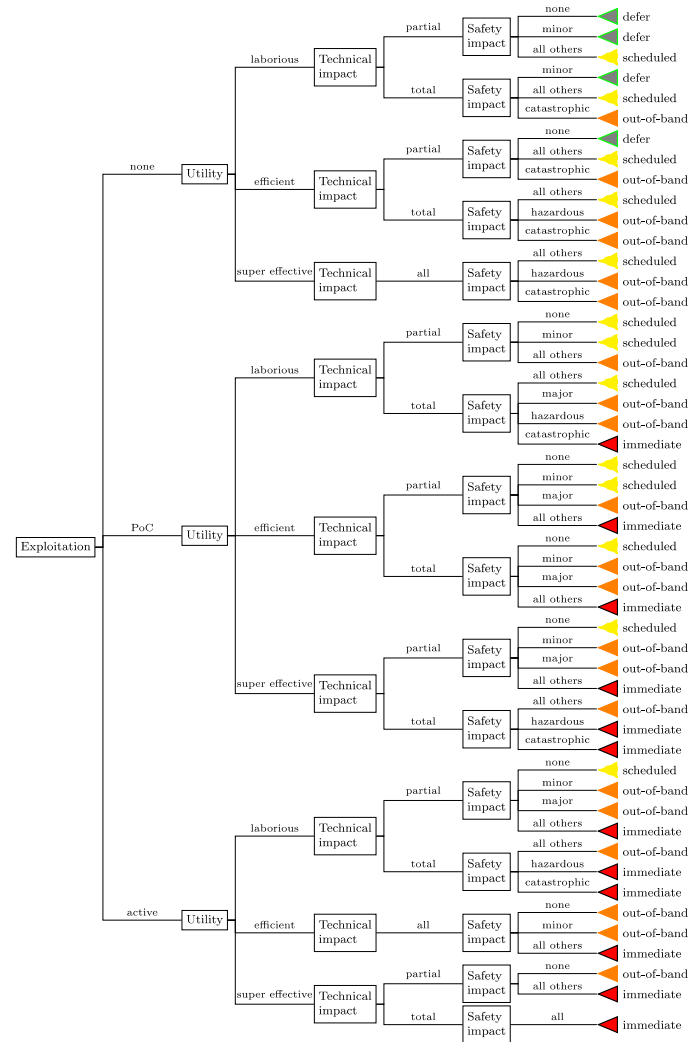 none
defer
minor
defer
partial
Safety
impact
all others
scheduled
laborious
Technical
impact
minor
defer
total
Safety
impact
all others
scheduled
catastrophic
out-of-band
none
defer
partial
Safety
impact
all others
scheduled
catastrophic
out-of-band
none
Utility
efficient
Technical
impact
all others
scheduled
total
Safety
impact
hazardous
out-of-band
catastrophic
out-of-band
all others
scheduled
super effective
Technical
impact
all
Safety
impact
hazardous
out-of-band
catastrophic
out-of-band
none
scheduled
partial
Safety
impact
minor
scheduled
all others
out-of-band
laborious
Technical
impact
all others
scheduled
total
Safety
impact
major
out-of-band
hazardous
out-of-band
catastrophic
immediate
none
scheduled
partial
Safety
impact
minor
scheduled
major
out-of-band
all others
immediate
Exploitation
PoC
Utility
efficient
Technical
impact
none
scheduled
total
Safety
impact
minor
out-of-band
major
out-of-band
all others
immediate
none
scheduled
partial
Safety
impact
minor
out-of-band
major
out-of-band
all others
immediate
super effective
Technical
impact
all others
out-of-band
total
Safety
impact
hazardous
immediate
catastrophic
immediate
none
scheduled
partial
Safety
impact
minor
out-of-band
major
out-of-band
all others
immediate
laborious
Technical
impact
all others
out-of-band
total
Safety
impact
hazardous
immediate
catastrophic
immediate
active
Utility
none
out-of-band
efficient
Technical
impact
all
Safety
impact
minor
out-of-band
all others
immediate
none
out-of-band
partial
Safety
impact
all others
immediate
super effective
Technical
impact
total
Safety
impact
all
immediate